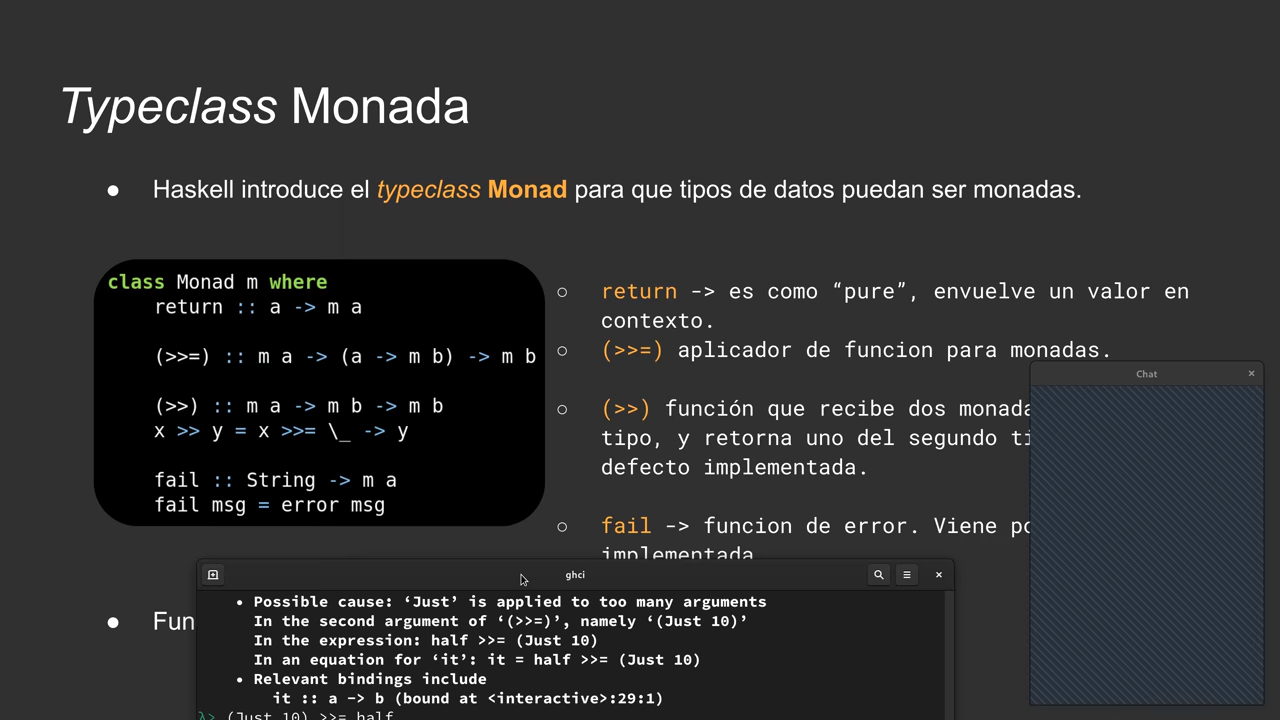 Typeclass Monada
● Haskell introduce el typeclass Monad para que tipos de datos puedan ser monadas.
class Monad m where
return :: a -> m a
(>>=) :: m a -> (a -> m b) -> m b
(>>) :: m a -> m b -> m b
x >> y = x >>= \_ -> y
fail :: String -> m a
fail msg = error msg
○ return -> es como “pure”, envuelve un valor en
contexto.
○ (>>=) aplicador de funcion para monadas.
○ (>>) función que recibe dos monada
tipo, y retorna uno del segundo ti
defecto implementada.
○ fail -> funcion de error. Viene po
implementada
Chat
● Fun
ghci
• Possible cause: ‘Just’ is applied to too many arguments
In the second argument of ‘(>>=)’, namely ‘(Just 10)’
In the expression: half >>= (Just 10)
In an equation for ‘it’: it = half >>= (Just 10)
• Relevant bindings include
it :: a -> b (bound at <interactive>:29:1)
λ> (Just 10) >>= half